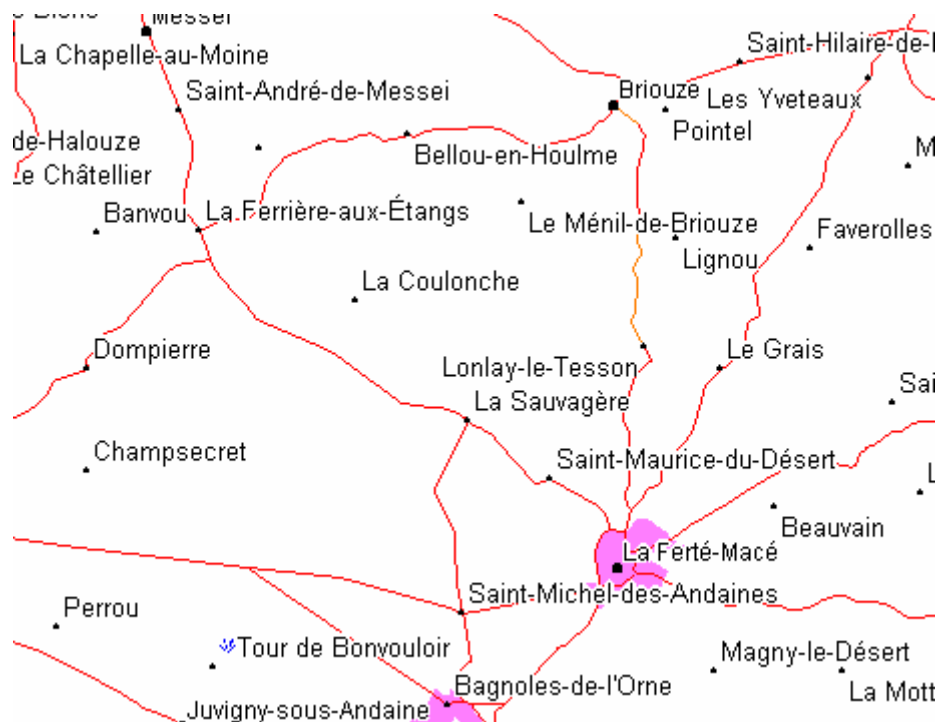 Messei
La Chapelle-au-Moine
Saint-Hilaire-de-
Saint-André-de-Messei
Briouze
Les Yveteaux
Pointel
de-Halouze
Bellou-en-Houlme
Le Châtellier
Banvou
La Ferrière-aux-Étangs
Le Ménil-de-Briouze
Faverolles
Lignou
La Coulonche
Dompierre
Lonlay-le-Tesson
Le Grais
Sai
La Sauvagère
Champsecret
Saint-Maurice-du-Désert
L
Beauvain
La Ferté-Macé
Perrou
Saint-Michel-des-Andaines
Tour de Bonvouloir
Magny-le-Désert
Bagnoles-de-l'Orne
La Mott
Juvigny-sous-Andaine